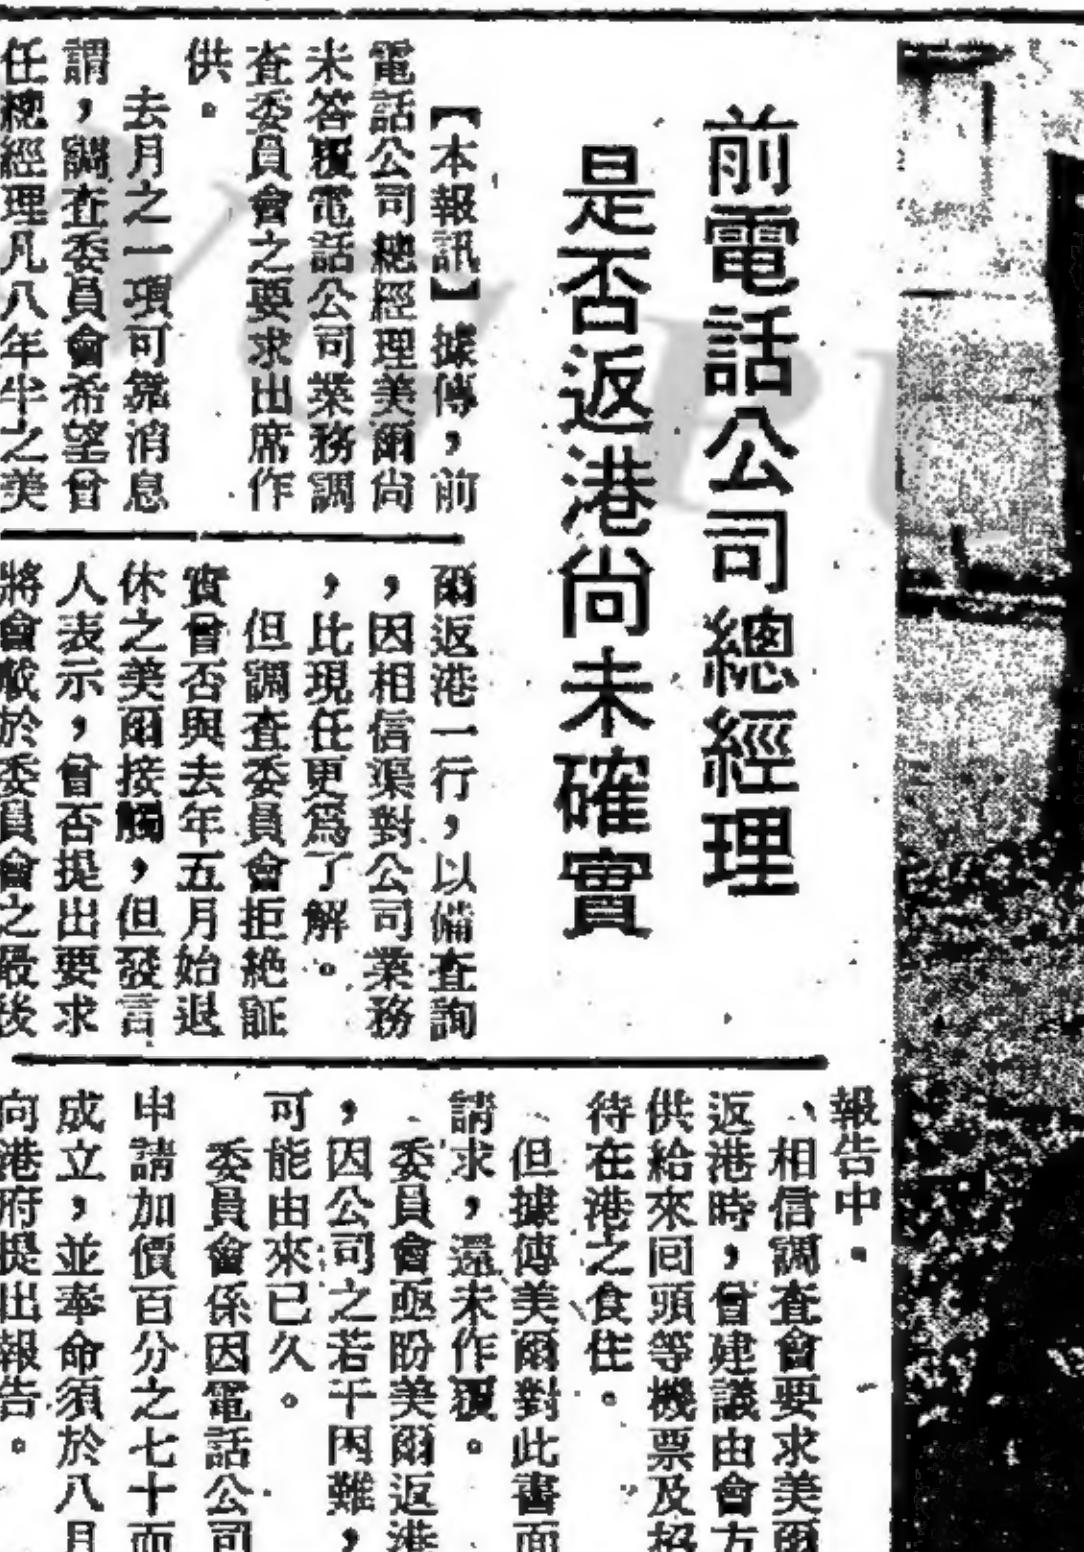 前電話公司總經理
是否返港尚未確實
【本報訊】據傳，前
電話公司總經理美爾尚
未答覆電話公司業務調
查委員會之要求出席作
供。
去月之一項可靠消息
謂，調查委員會希望曾
任總經理凡八年半之美
爾返港一行，以備查詢
，因相信渠對公司業務
，比現任更爲了解。
但調查委員會拒絕証
實曾否與去年五月始退
休之美爾接觸，但發言
人表示，曾否提出要求
將會載於委員會之最後
報告中。
相信調查會要求美爾
返港時，曾建議由會方
供給來回頭等機票及招
待在港之食住。
但據傳美爾對此書面
請求，還未作覆。
委員會亟盼美爾返港
，因公司之若干困難，
可能由來已久。
委員會係因電話公司
申請加價百分之七十而
成立，並奉命須於八月
向港府提出報告。